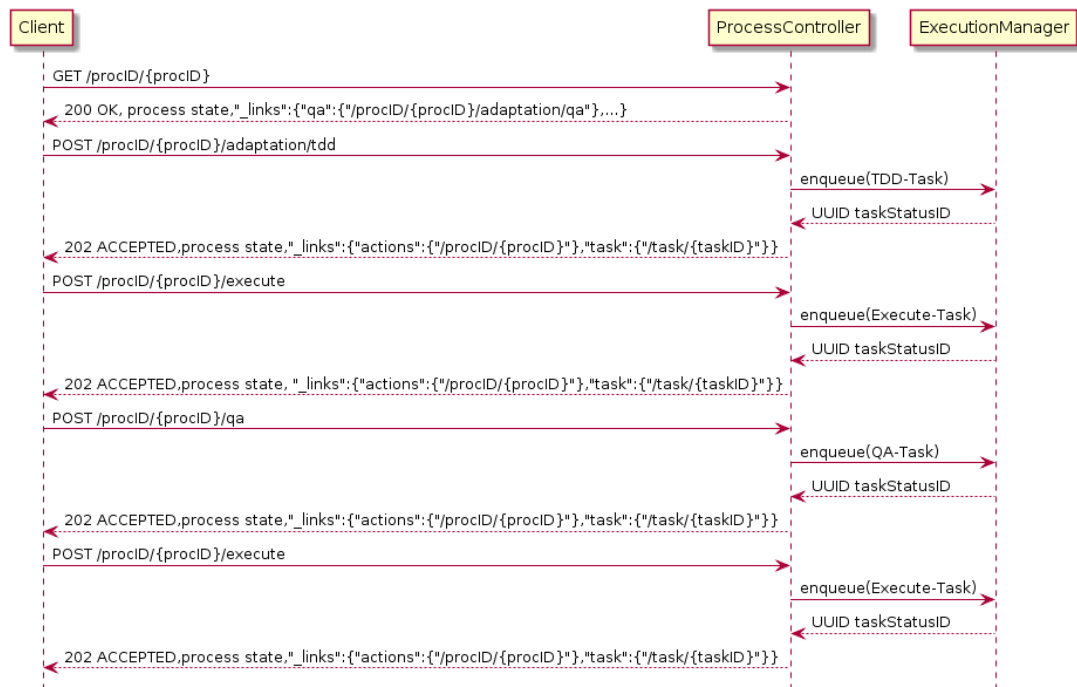 Client
ProcessController
ExecutionManager
GET /procID/{procID}
200 OK, process state,"_links":{"qa":{"/procID/{procID}/adaptation/qa"},...}
POST /procID/{procID}/adaptation/tdd
enqueue(TDD-Task)
UUID taskStatusID
202 ACCEPTED,process state,"_links":{"actions":{"/procID/{procID}"},"task":{"/task/{taskID}"}}
POST /procID/{procID}/execute
enqueue(Execute-Task)
UUID taskStatusID
202 ACCEPTED,process state, "_links":{"actions":{"/procID/{procID}"},"task":{"/task/{taskID}"}}
POST /procID/{procID}/qa
enqueue(QA-Task)
UUID taskStatusID
202 ACCEPTED,process state,"_links":{"actions":{"/procID/{procID}"},"task":{"/task/{taskID}"}}
POST /procID/{procID}/execute
enqueue(Execute-Task)
UUID taskStatusID
202 ACCEPTED,process state,"_links":{"actions":{"/procID/{procID}"},"task":{"/task/{taskID}"}}